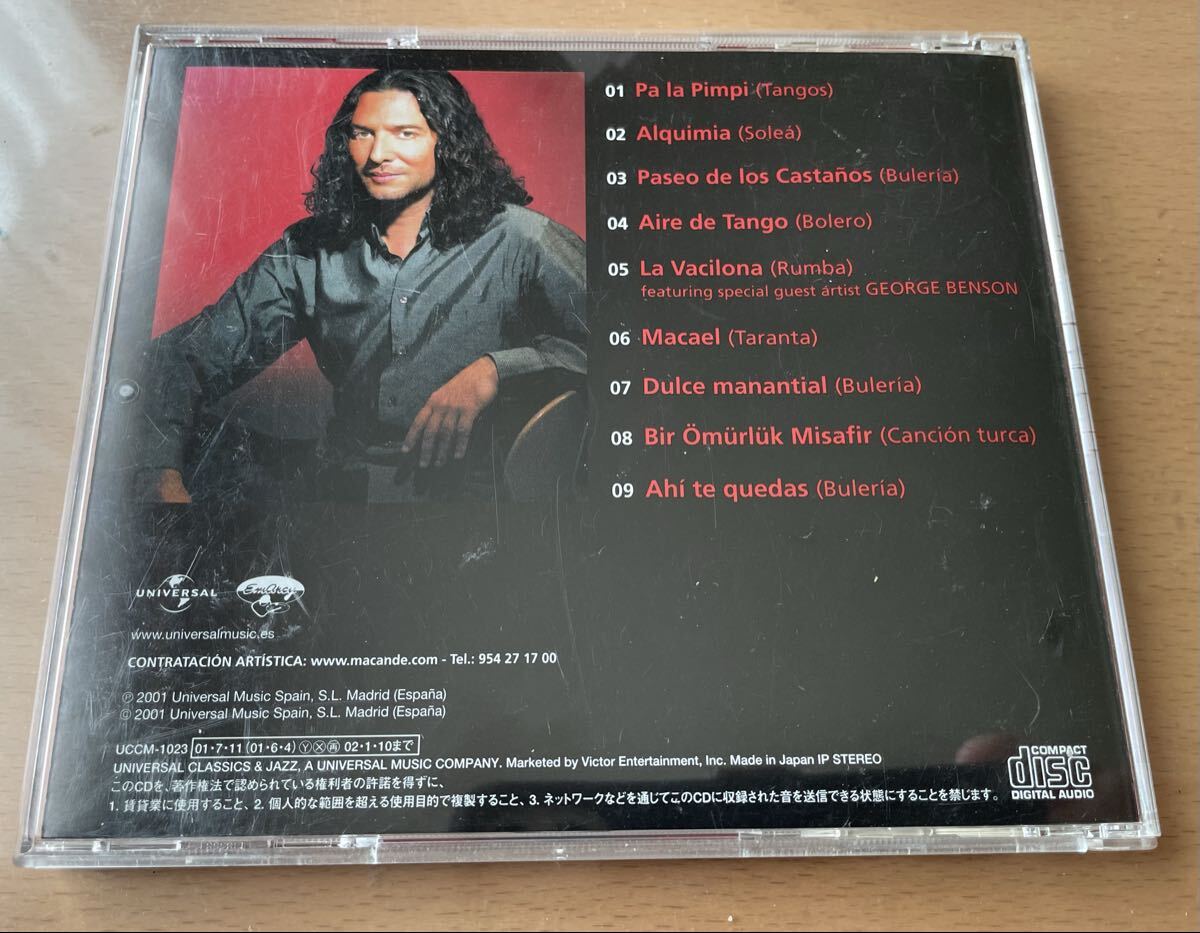 01 Pa la Pimpi (Tangos)
02 Alquimia (Soleá)
03 Paseo de los Castaños (Bulería)
04 Aire de Tango (Bolero)
05 La Vacilona (Rumba)
featuring special guest artist GEORGE BENSON
06 Macael (Taranta)
07 Dulce manantial (Bulería)
08 Bir Ömürlük Misafir (Canción turca)
09 Ahí te quedas (Bulería)
UNIVERSAL
EmArcy
www.universalmusic.es
CONTRATACIÓN ARTÍSTICA: www.macande.com - Tel.: 954 27 17 00
℗ 2001 Universal Music Spain, S.L. Madrid (España)
© 2001 Universal Music Spain, S.L. Madrid (España)
UCCM-1023 01・7・11 (01・6・4) Ⓨ Ⓧ ㊞ 02・1・10まで
UNIVERSAL CLASSICS & JAZZ, A UNIVERSAL MUSIC COMPANY. Marketed by Victor Entertainment, Inc. Made in Japan IP STEREO
このCDを、著作権法で認められている権利者の許諾を得ずに、
1. 賃貸業に使用すること、2. 個人的な範囲を超える使用目的で複製すること、3. ネットワークなどを通じてこのCDに収録された音を送信できる状態にすることを禁じます。
COMPACT
disc
DIGITAL AUDIO